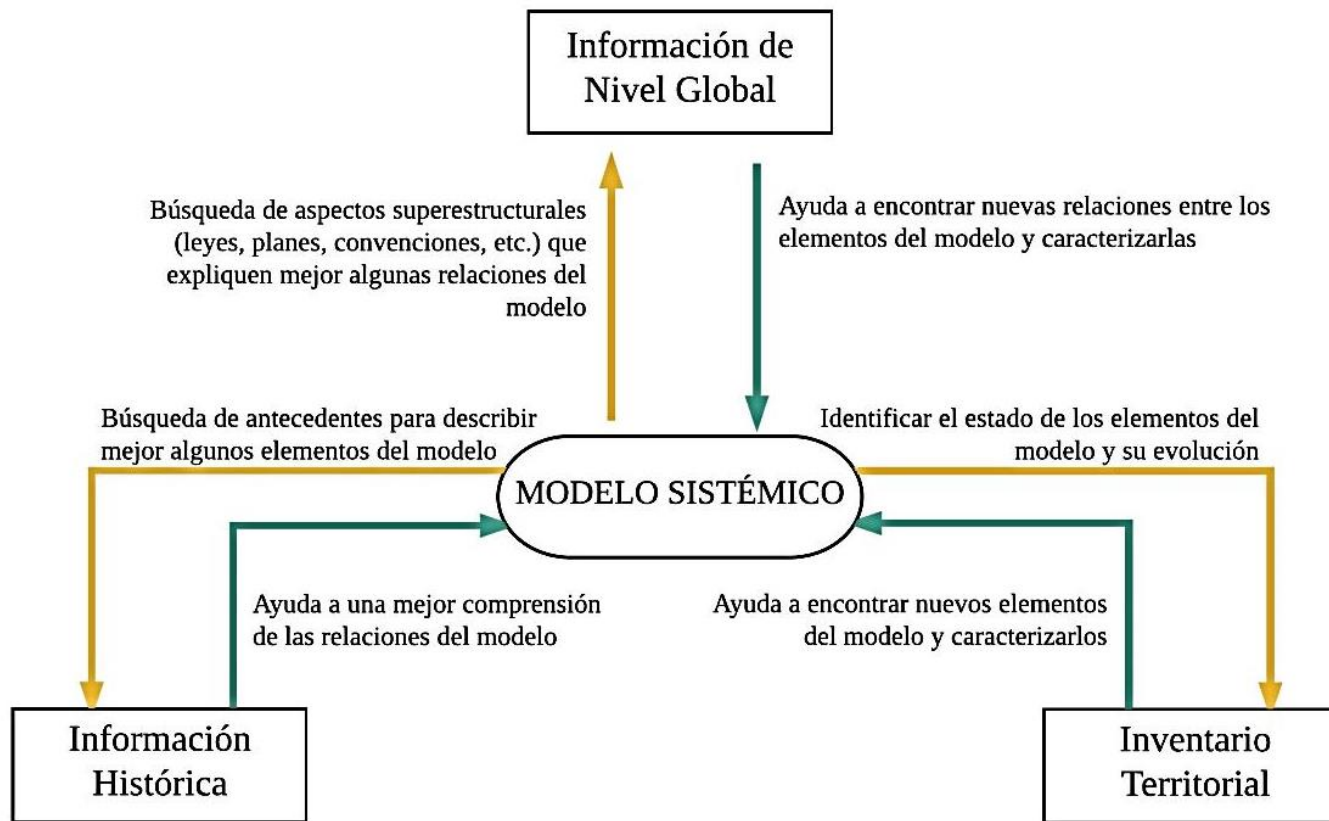 Información de
Nivel Global
Búsqueda de aspectos superestructurales
(leyes, planes, convenciones, etc.) que
expliquen mejor algunas relaciones del
modelo
Ayuda a encontrar nuevas relaciones entre los
elementos del modelo y caracterizarlas
Búsqueda de antecedentes para describir
mejor algunos elementos del modelo
Identificar el estado de los elementos del
modelo y su evolución
MODELO SISTÉMICO
Ayuda a una mejor comprensión
de las relaciones del modelo
Ayuda a encontrar nuevos elementos
del modelo y caracterizarlos
Información
Histórica
Inventario
Territorial